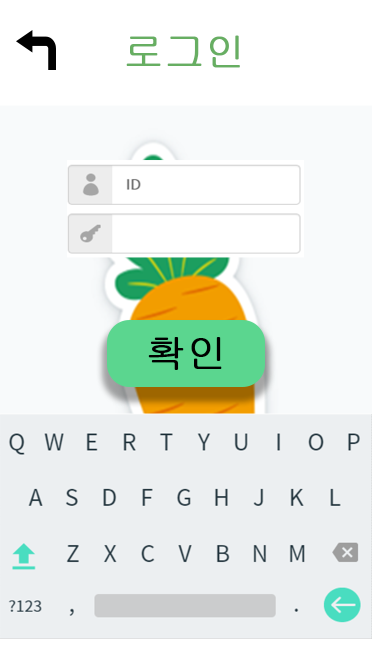 로그인
ID
확인
Q W E R T Y U I O P
A S D F G H J K L
Z X C V B N M
?123 , .